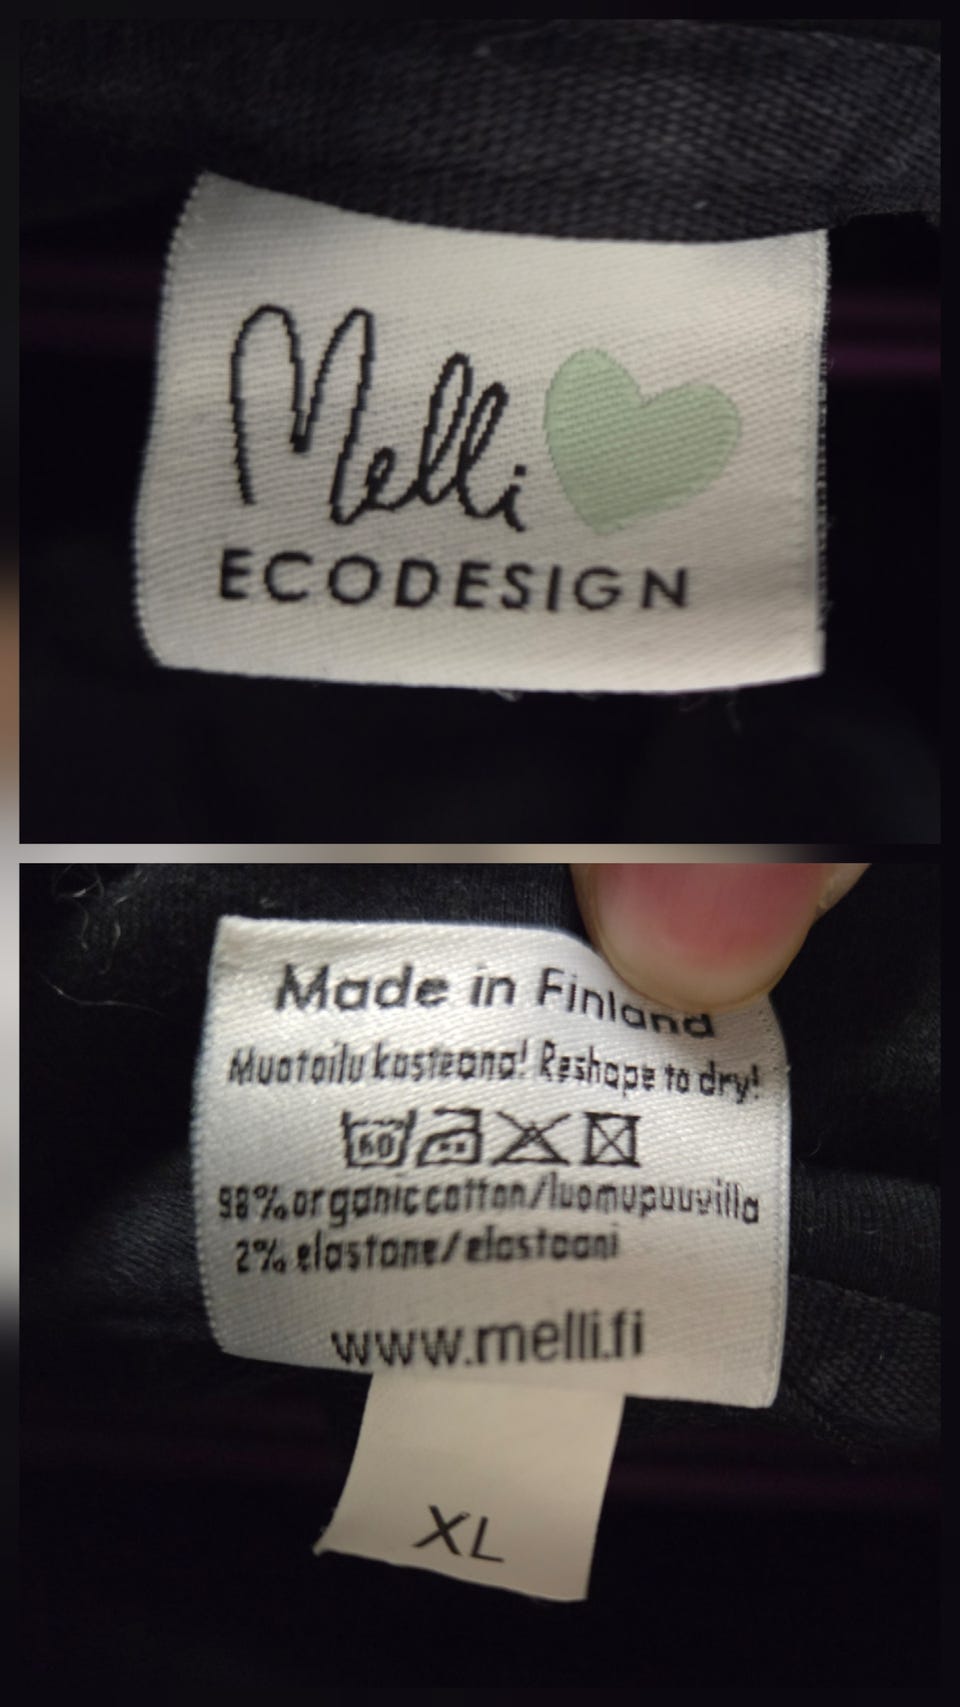 Melli
ECODESIGN
Made in Finland
Muotoilu kosteana! Reshape to dry!
60
98% organic cotton/luomupuuvilla
2% elastane/elastaani
www.melli.fi
XL